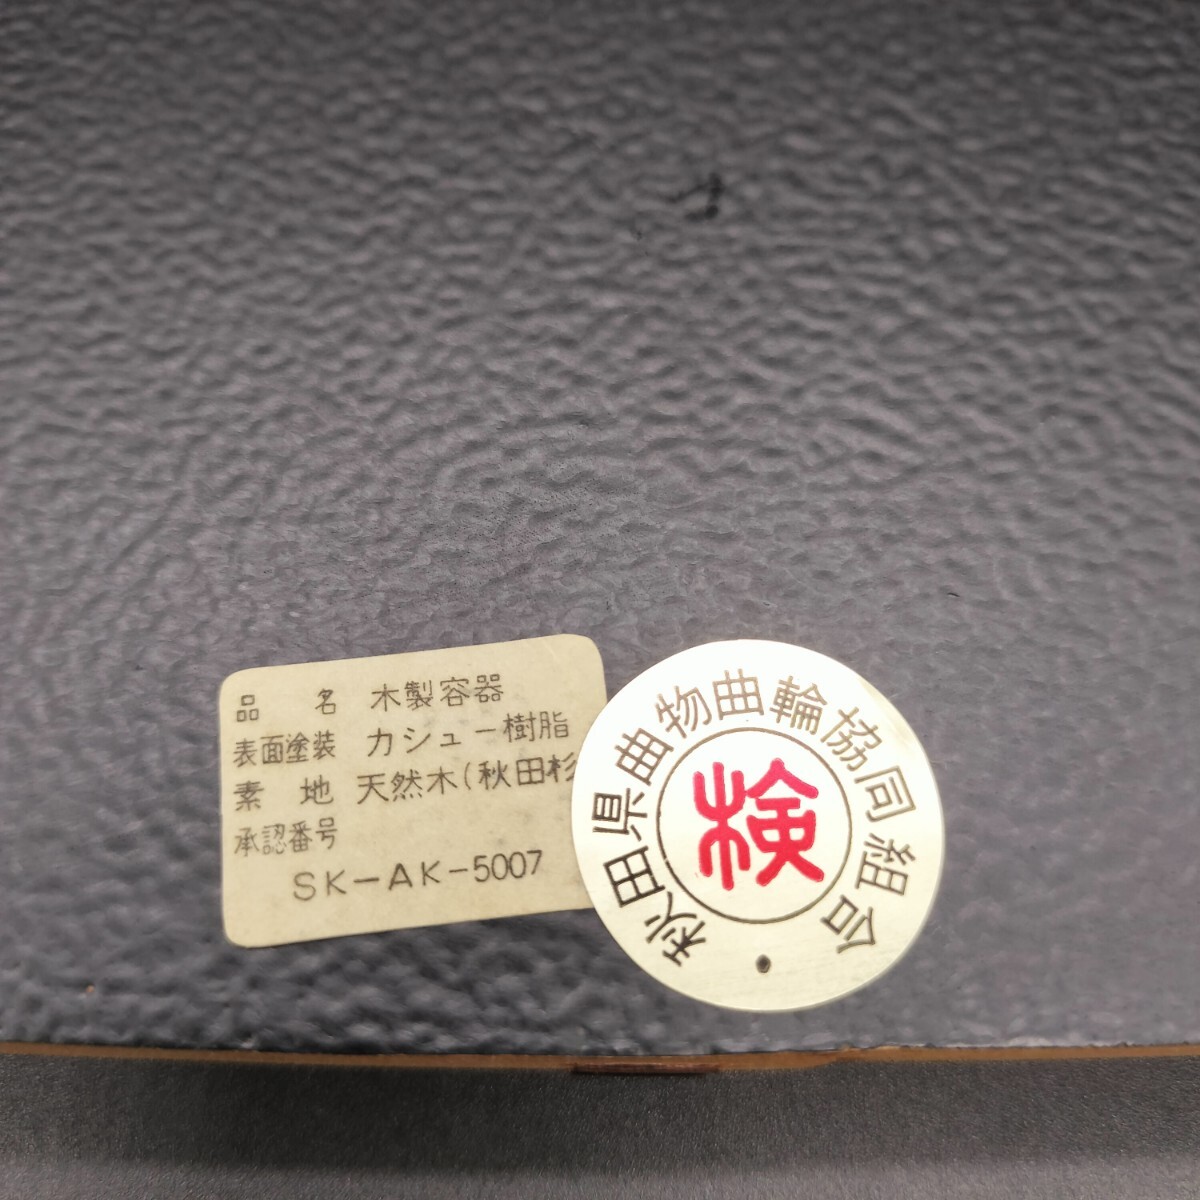 品 名 木製容器
表面塗装 カシュー樹脂
素 地 天然木(秋田杉
承認番号
SK-AK-5007
秋田県曲物曲輪協同組合
検